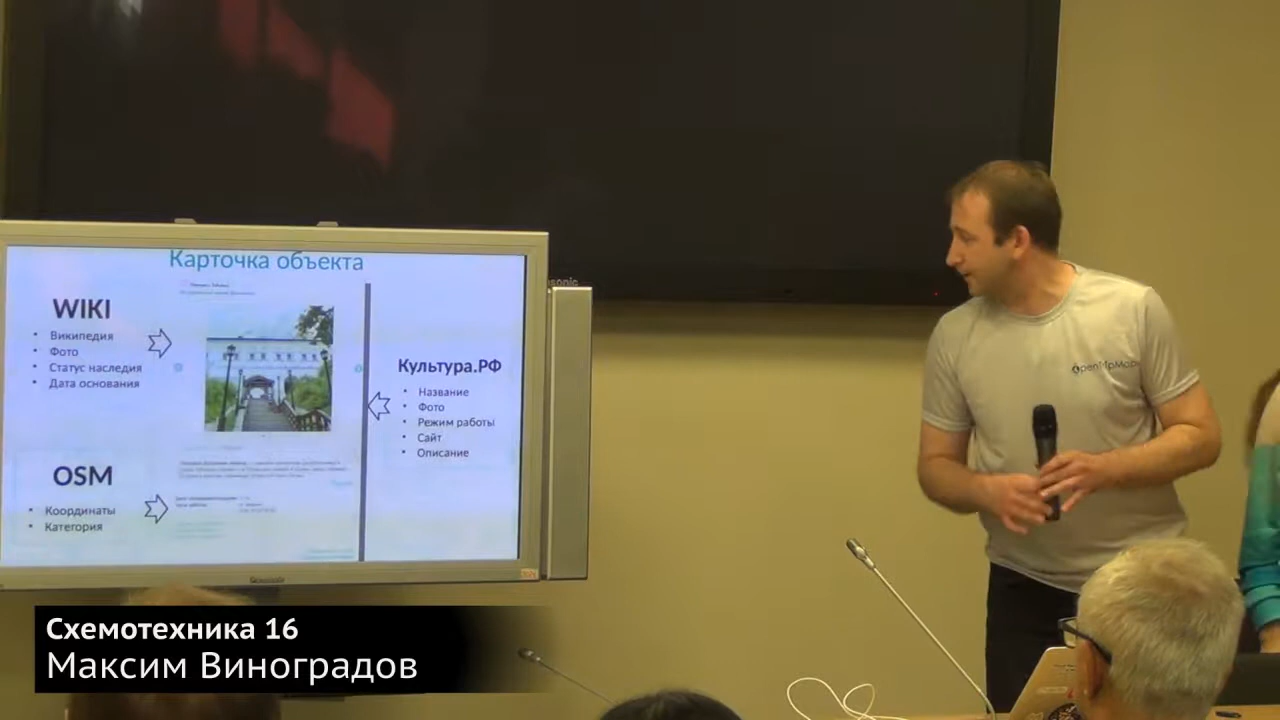 Карточка объекта
WIKI
• Википедия
• Фото
• Статус наследия
• Дата основания
OSM
• Координаты
• Категория
Культура.РФ
• Название
• Фото
• Режим работы
• Сайт
• Описание
Схемотехника 16
Максим Виноградов